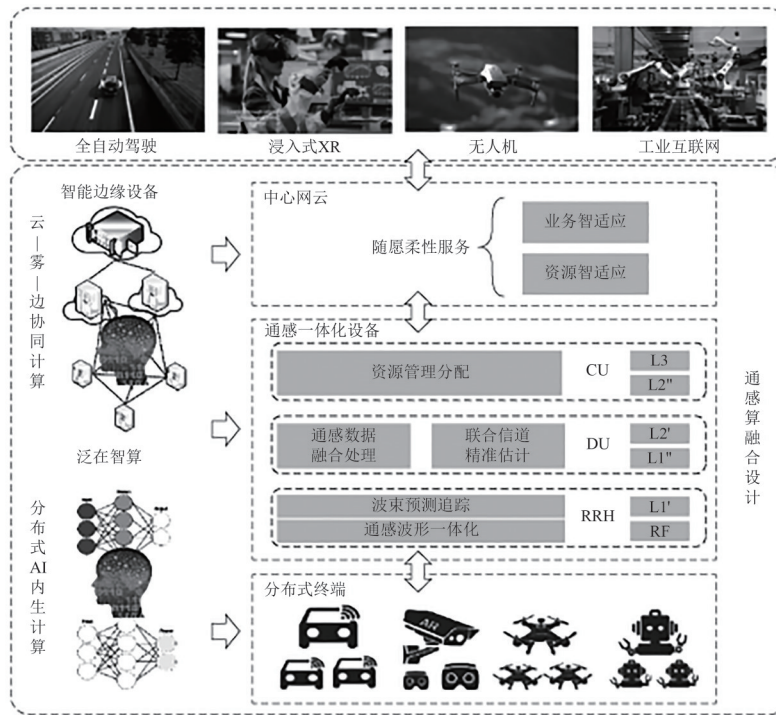 全自动驾驶
浸入式XR
无人机
工业互联网
智能边缘设备
云—雾—边协同计算
泛在智算
分布式AI内生计算
中心网云
随愿柔性服务
业务智适应
资源智适应
通感一体化设备
资源管理分配
CU
L3
L2"
通感数据
融合处理
联合信道
精准估计
DU
L2'
L1"
波束预测追踪
通感波形一体化
RRH
L1'
RF
分布式终端
AR
通感算融合设计